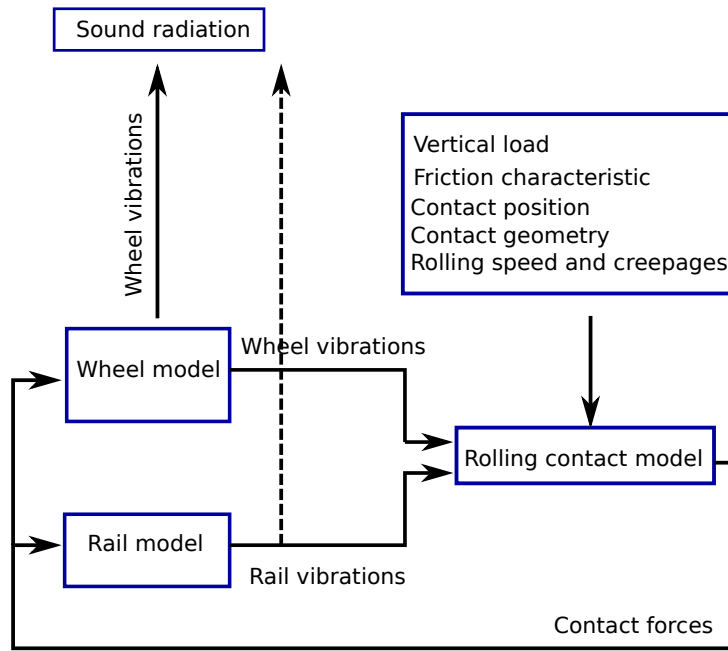 Sound radiation
Wheel vibrations
Vertical load
Friction characteristic
Contact position
Contact geometry
Rolling speed and creepages
Wheel model
Wheel vibrations
Rolling contact model
Rail model
Rail vibrations
Contact forces